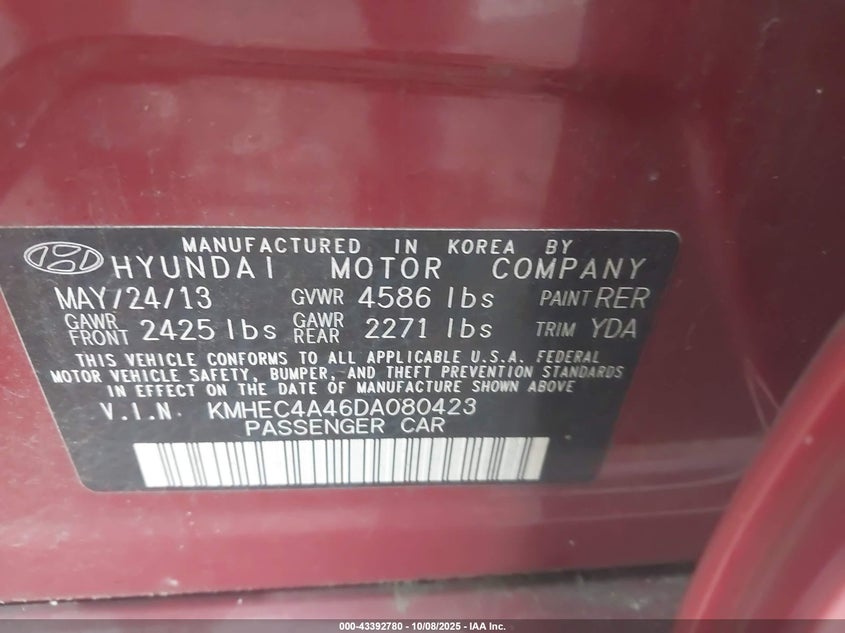 MANUFACTURED IN KOREA BY
HYUNDAI MOTOR COMPANY
MAY/24/13 GVWR 4586 lbs PAINT RER
GAWR FRONT 2425 lbs GAWR REAR 2271 lbs TRIM YDA
THIS VEHICLE CONFORMS TO ALL APPLICABLE U.S.A. FEDERAL
MOTOR VEHICLE SAFETY, BUMPER, AND THEFT PREVENTION STANDARDS
IN EFFECT ON THE DATE OF MANUFACTURE SHOWN ABOVE
V.I.N. KMHEC4A46DA080423
PASSENGER CAR
000-43392780 - 10/08/2025 - IAA Inc.